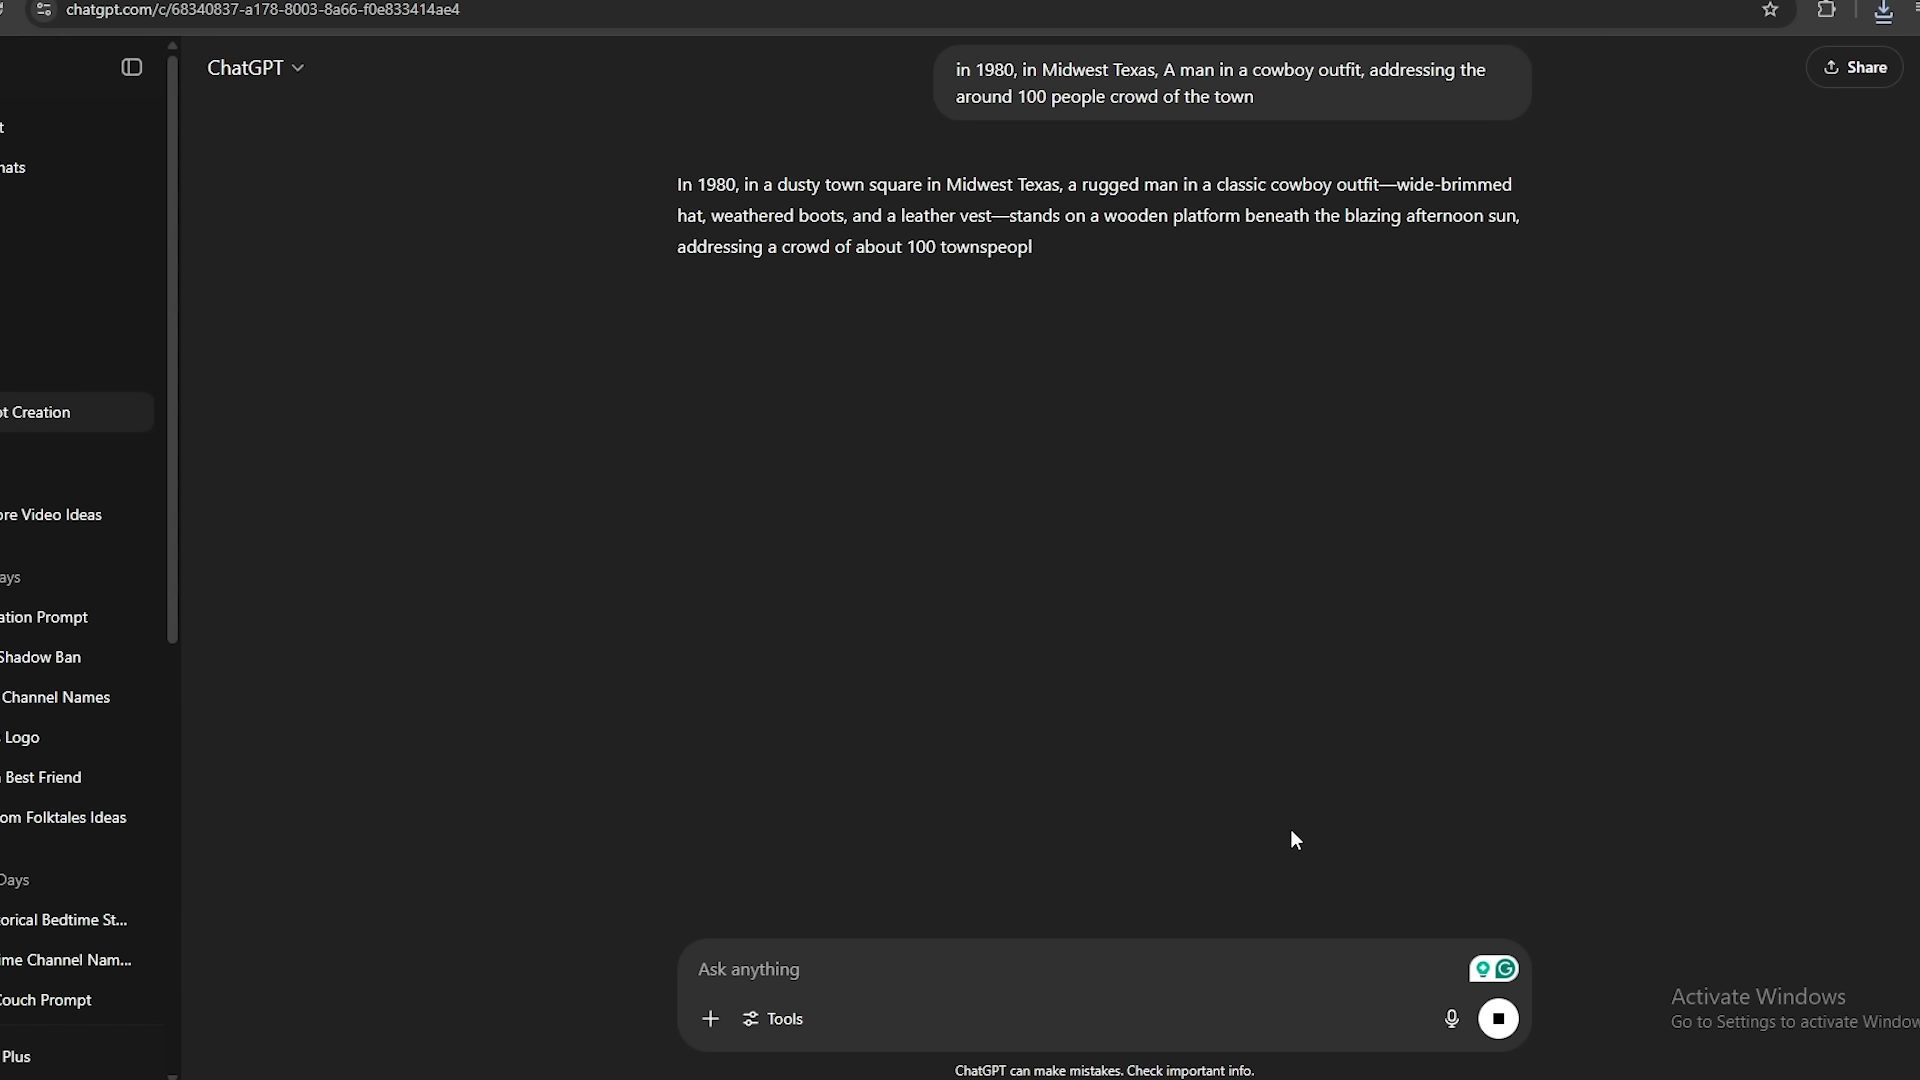 chatgpt.com/c/68340837-a178-8003-8a66-f0e833414ae4
ChatGPT
in 1980, in Midwest Texas, A man in a cowboy outfit, addressing the
around 100 people crowd of the town
Share
t
hats
In 1980, in a dusty town square in Midwest Texas, a rugged man in a classic cowboy outfit—wide-brimmed
hat, weathered boots, and a leather vest—stands on a wooden platform beneath the blazing afternoon sun,
addressing a crowd of about 100 townspeopl
ot Creation
ore Video Ideas
ays
ation Prompt
Shadow Ban
Channel Names
Logo
Best Friend
om Folktales Ideas
Days
orical Bedtime St...
ime Channel Nam...
Couch Prompt
Plus
Ask anything
Tools
Activate Windows
Go to Settings to activate Window
ChatGPT can make mistakes. Check important info.